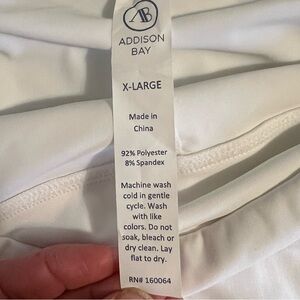 AB
ADDISON
BAY
X-LARGE
Made in
China
92% Polyester
8% Spandex
Machine wash
cold in gentle
cycle. Wash
with like
colors. Do not
soak, bleach or
dry clean. Lay
flat to dry.
RN# 160064